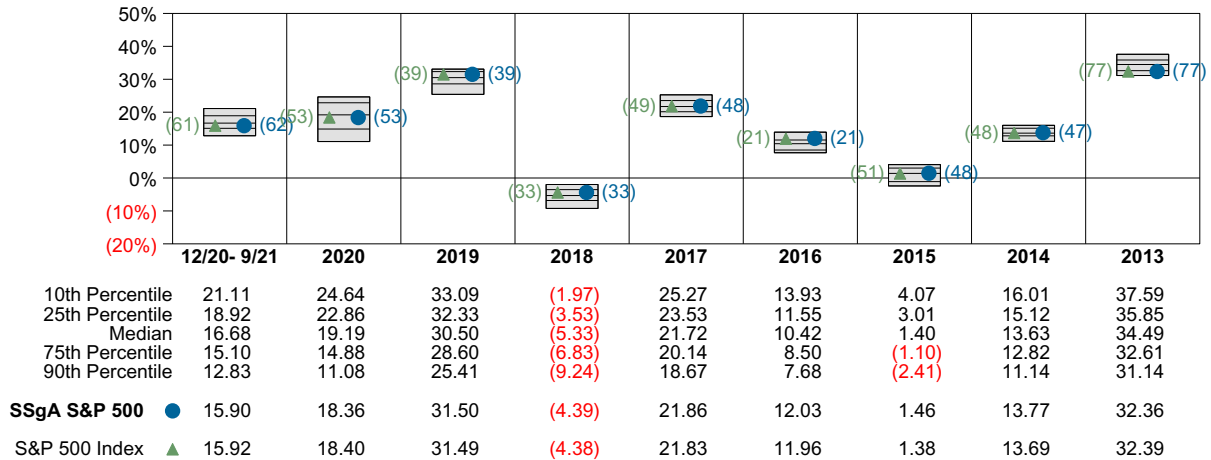 50%
40%
30%
20%
10%
0%
(10%)
(20%)
(61) (62) (53) (53) (39) (39) (33) (33) (49) (48) (21) (21) (51) (48) (48) (47) (77) (77)
12/20- 9/21 2020 2019 2018 2017 2016 2015 2014 2013
10th Percentile 21.11 24.64 33.09 (1.97) 25.27 13.93 4.07 16.01 37.59
25th Percentile 18.92 22.86 32.33 (3.53) 23.53 11.55 3.01 15.12 35.85
Median 16.68 19.19 30.50 (5.33) 21.72 10.42 1.40 13.63 34.49
75th Percentile 15.10 14.88 28.60 (6.83) 20.14 8.50 (1.10) 12.82 32.61
90th Percentile 12.83 11.08 25.41 (9.24) 18.67 7.68 (2.41) 11.14 31.14
SSgA S&P 500 15.90 18.36 31.50 (4.39) 21.86 12.03 1.46 13.77 32.36
S&P 500 Index 15.92 18.40 31.49 (4.38) 21.83 11.96 1.38 13.69 32.39